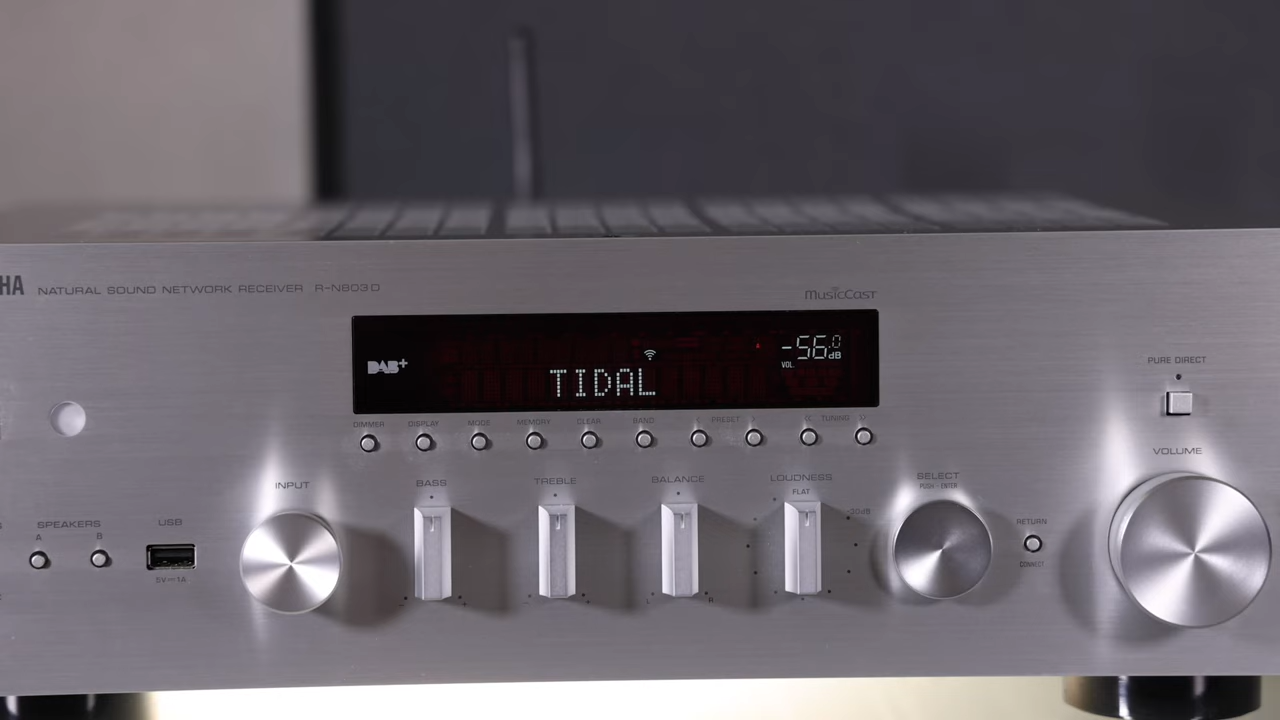 HA NATURAL SOUND NETWORK RECEIVER R-N803D
MusicCast
DAB+
TIDAL
-56.0 dB
VOL.
PURE DIRECT
DIMMER DISPLAY MODE MEMORY CLEAR BAND PRESET TUNING
VOLUME
INPUT BASS TREBLE BALANCE LOUDNESS SELECT
PUSH - ENTER
FLAT
-30dB
SPEAKERS USB
A B
RETURN
CONNECT
5V⎓1A
- +
- +
L R